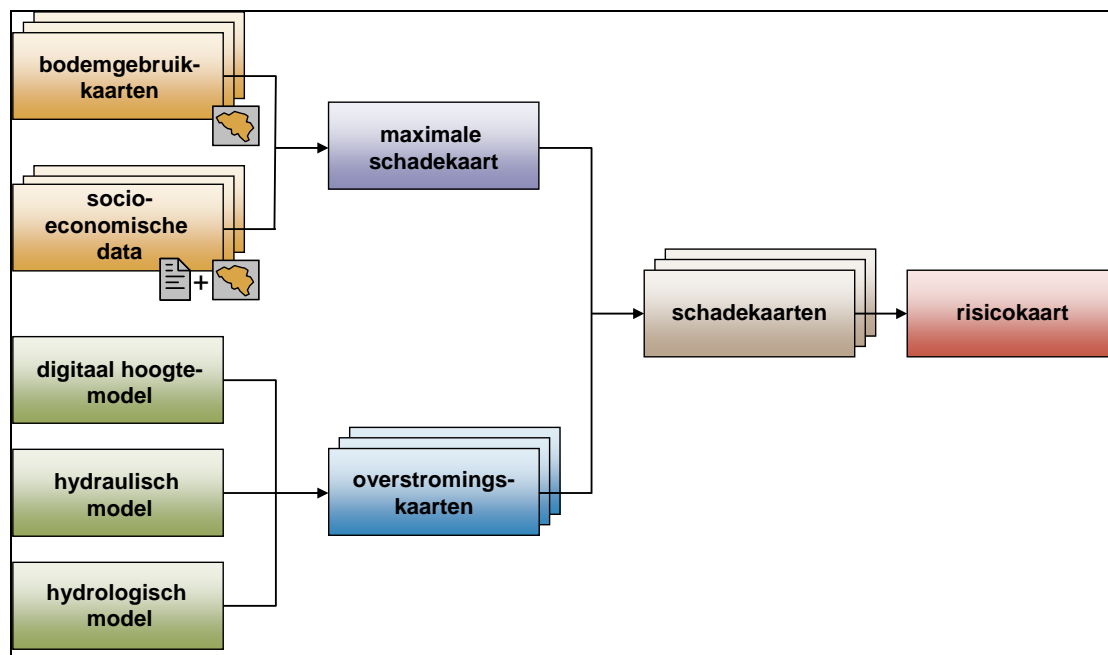 bodemgebruik-
kaarten
socio-
economische
data
+
maximale
schadekaart
digitaal hoogte-
model
hydraulisch
model
hydrologisch
model
overstromings-
kaarten
schadekaarten
risicokaart